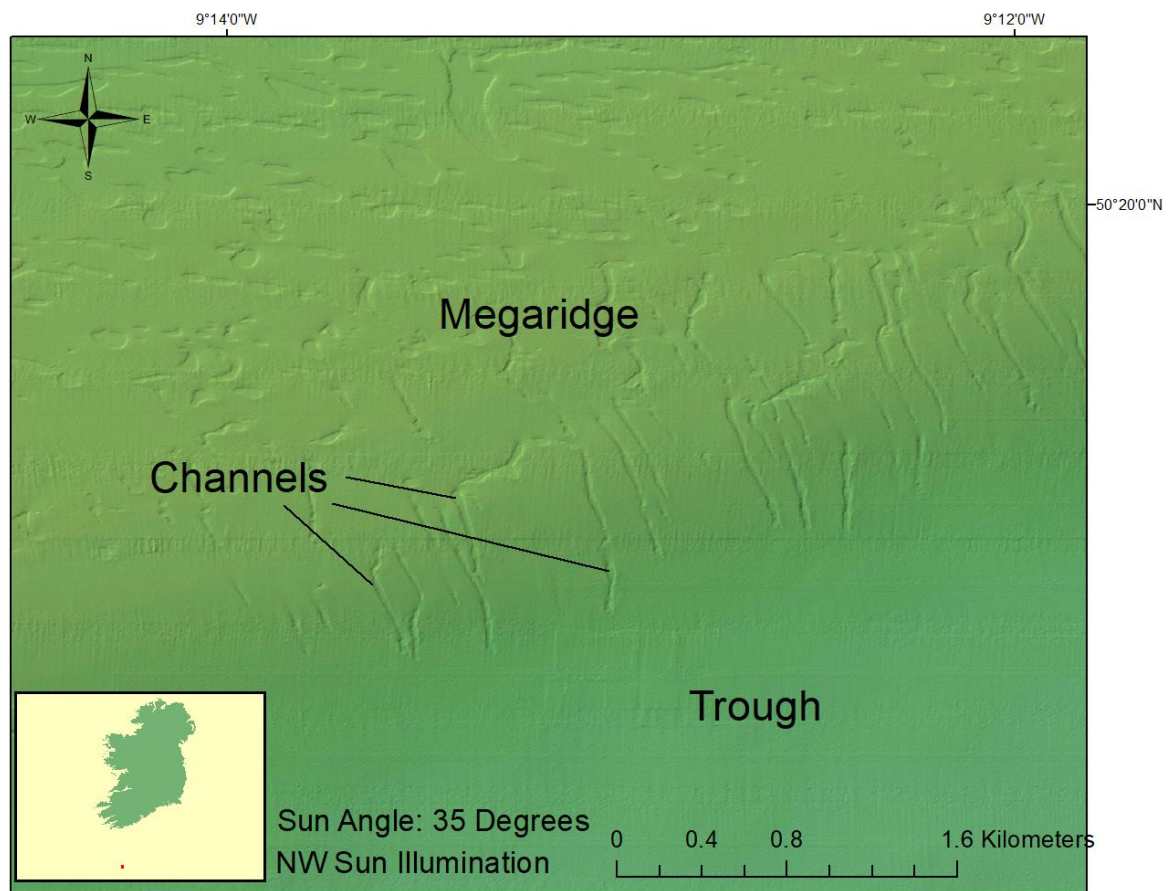 9°14'0"W
9°12'0"W
N
W E
S
50°20'0"N
Megaridge
Channels
Trough
Sun Angle: 35 Degrees
NW Sun Illumination
0 0.4 0.8 1.6 Kilometers